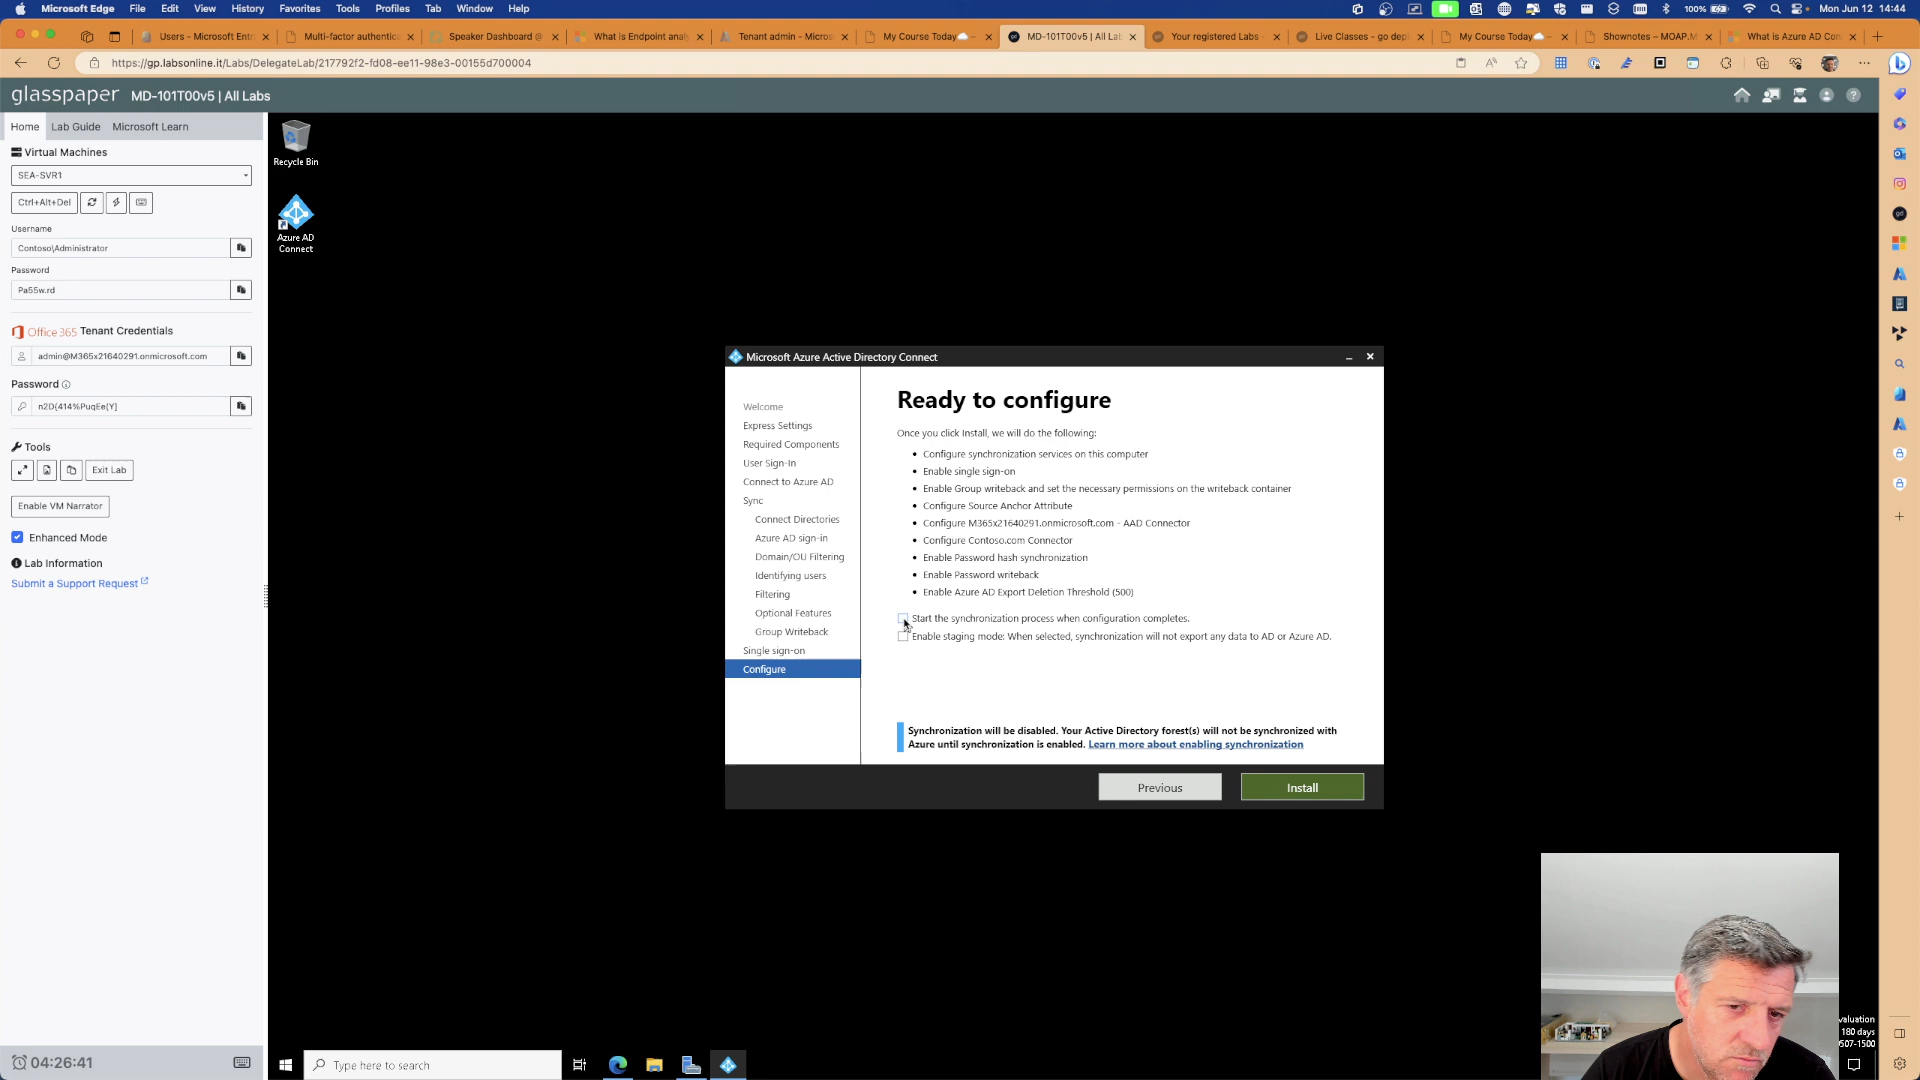 Microsoft Edge File Edit View History Favorites Tools Profiles Tab Window Help
100% Mon Jun 12 14:44
Users - Microsoft Ent
Multi-factor authentic
Speaker Dashboard @
What is Endpoint anal
Tenant admin - Micros
My Course Today
MD-101T00v5 | All La
Your registered Labs -
Live Classes - go dep
My Course Today
Shownotes – MOAP.M
What is Azure AD Con
https://gp.labsonline.it/Labs/DelegateLab/217792f2-fd08-ee11-98e3-00155d700004
glasspaper MD-101T00v5 | All Labs
Home Lab Guide Microsoft Learn
Virtual Machines
SEA-SVR1
Ctrl+Alt+Del
Username
Contoso\Administrator
Password
Pa55w.rd
Office 365 Tenant Credentials
admin@M365x21640291.onmicrosoft.com
Password
n2D{414%PuqEe(Y]
Tools
Exit Lab
Enable VM Narrator
Enhanced Mode
Lab Information
Submit a Support Request
04:26:41
Recycle Bin
Azure AD
Connect
Microsoft Azure Active Directory Connect
Welcome
Express Settings
Required Components
User Sign-In
Connect to Azure AD
Sync
Connect Directories
Azure AD sign-in
Domain/OU Filtering
Identifying users
Filtering
Optional Features
Group Writeback
Single sign-on
Configure
Ready to configure
Once you click Install, we will do the following:
• Configure synchronization services on this computer
• Enable single sign-on
• Enable Group writeback and set the necessary permissions on the writeback container
• Configure Source Anchor Attribute
• Configure M365x21640291.onmicrosoft.com - AAD Connector
• Configure Contoso.com Connector
• Enable Password hash synchronization
• Enable Password writeback
• Enable Azure AD Export Deletion Threshold (500)
Start the synchronization process when configuration completes.
Enable staging mode: When selected, synchronization will not export any data to AD or Azure AD.
Synchronization will be disabled. Your Active Directory forest(s) will not be synchronized with
Azure until synchronization is enabled. Learn more about enabling synchronization
Previous
Install
Type here to search
valuation
180 days
507-1500